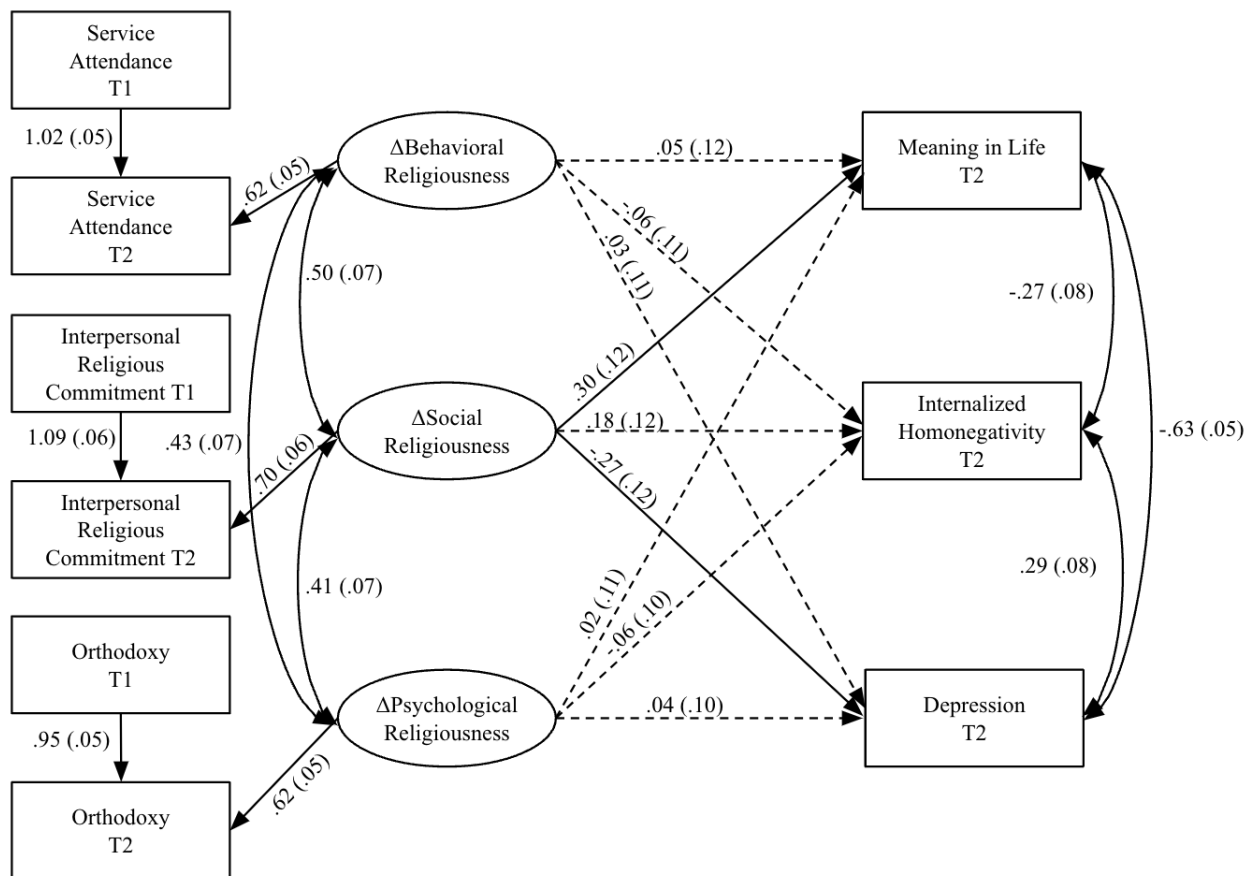 Service
Attendance
T1
1.02 (.05)
Service
Attendance
T2
.62 (.05)
Interpersonal
Religious
Commitment T1
1.09 (.06)
Interpersonal
Religious
Commitment T2
.70 (.06)
Orthodoxy
T1
.95 (.05)
Orthodoxy
T2
.62 (.05)
ΔBehavioral
Religiousness
.50 (.07)
.43 (.07)
ΔSocial
Religiousness
.41 (.07)
ΔPsychological
Religiousness
.05 (.12)
-.06 (.11)
.03 (.11)
.30 (.12)
.18 (.12)
-.27 (.12)
.02 (.11)
-.06 (.10)
.04 (.10)
Meaning in Life
T2
-.27 (.08)
Internalized
Homonegativity
T2
-.63 (.05)
.29 (.08)
Depression
T2